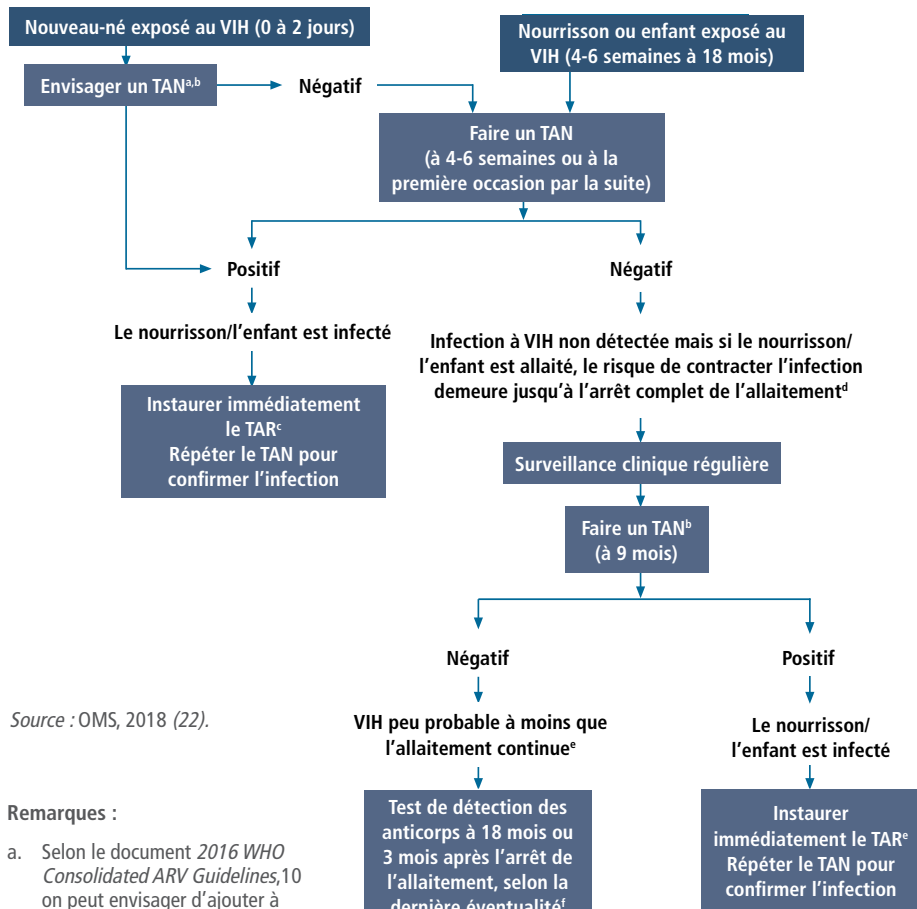 Nouveau-né exposé au VIH (0 à 2 jours)
Nourrisson ou enfant exposé au
VIH (4-6 semaines à 18 mois)
Envisager un TANa,b
Négatif
Faire un TAN
(à 4-6 semaines ou à la
première occasion par la suite)
Positif
Négatif
Le nourrisson/l'enfant est infecté
Infection à VIH non détectée mais si le nourrisson/
l'enfant est allaité, le risque de contracter l'infection
demeure jusqu'à l'arrêt complet de l'allaitementd
Instaurer immédiatement
le TARc
Répéter le TAN pour
confirmer l'infection
Surveillance clinique régulière
Faire un TANb
(à 9 mois)
Négatif
Positif
Source : OMS, 2018 (22).
VIH peu probable à moins que
l'allaitement continuee
Le nourrisson/
l'enfant est infecté
Test de détection des
anticorps à 18 mois ou
3 mois après l'arrêt de
l'allaitement, selon la
dernière éventualitéf
Instaurer
immédiatement le TARe
Répéter le TAN pour
confirmer l'infection
Remarques :
a. Selon le document 2016 WHO
Consolidated ARV Guidelines,10
on peut envisager d'ajouter à